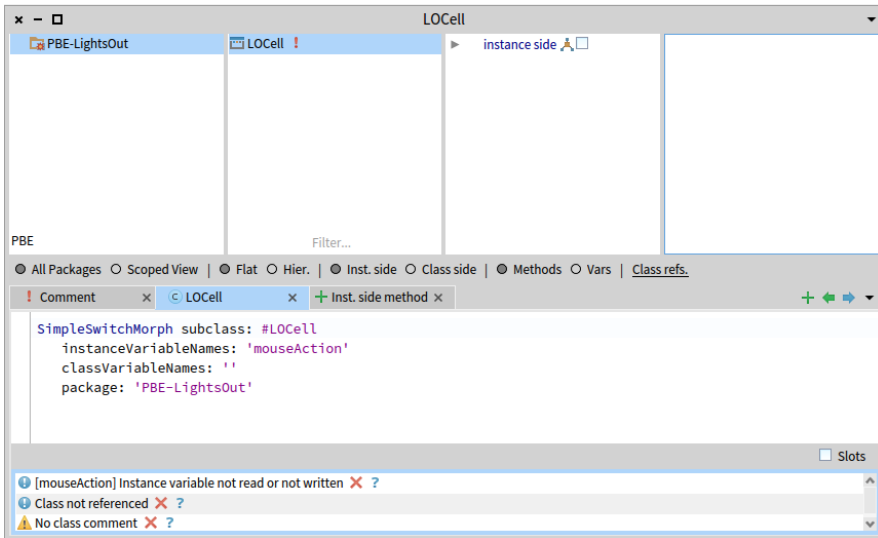 LOCell
PBE-LightsOut
LOCell !
instance side
PBE
Filter...
All Packages Scoped View | Flat Hier. | Inst. side Class side | Methods Vars | Class refs.
! Comment LOCell Inst. side method
SimpleSwitchMorph subclass: #LOCell
instanceVariableNames: 'mouseAction'
classVariableNames: ''
package: 'PBE-LightsOut'
Slots
[mouseAction] Instance variable not read or not written ?
Class not referenced ?
No class comment ?